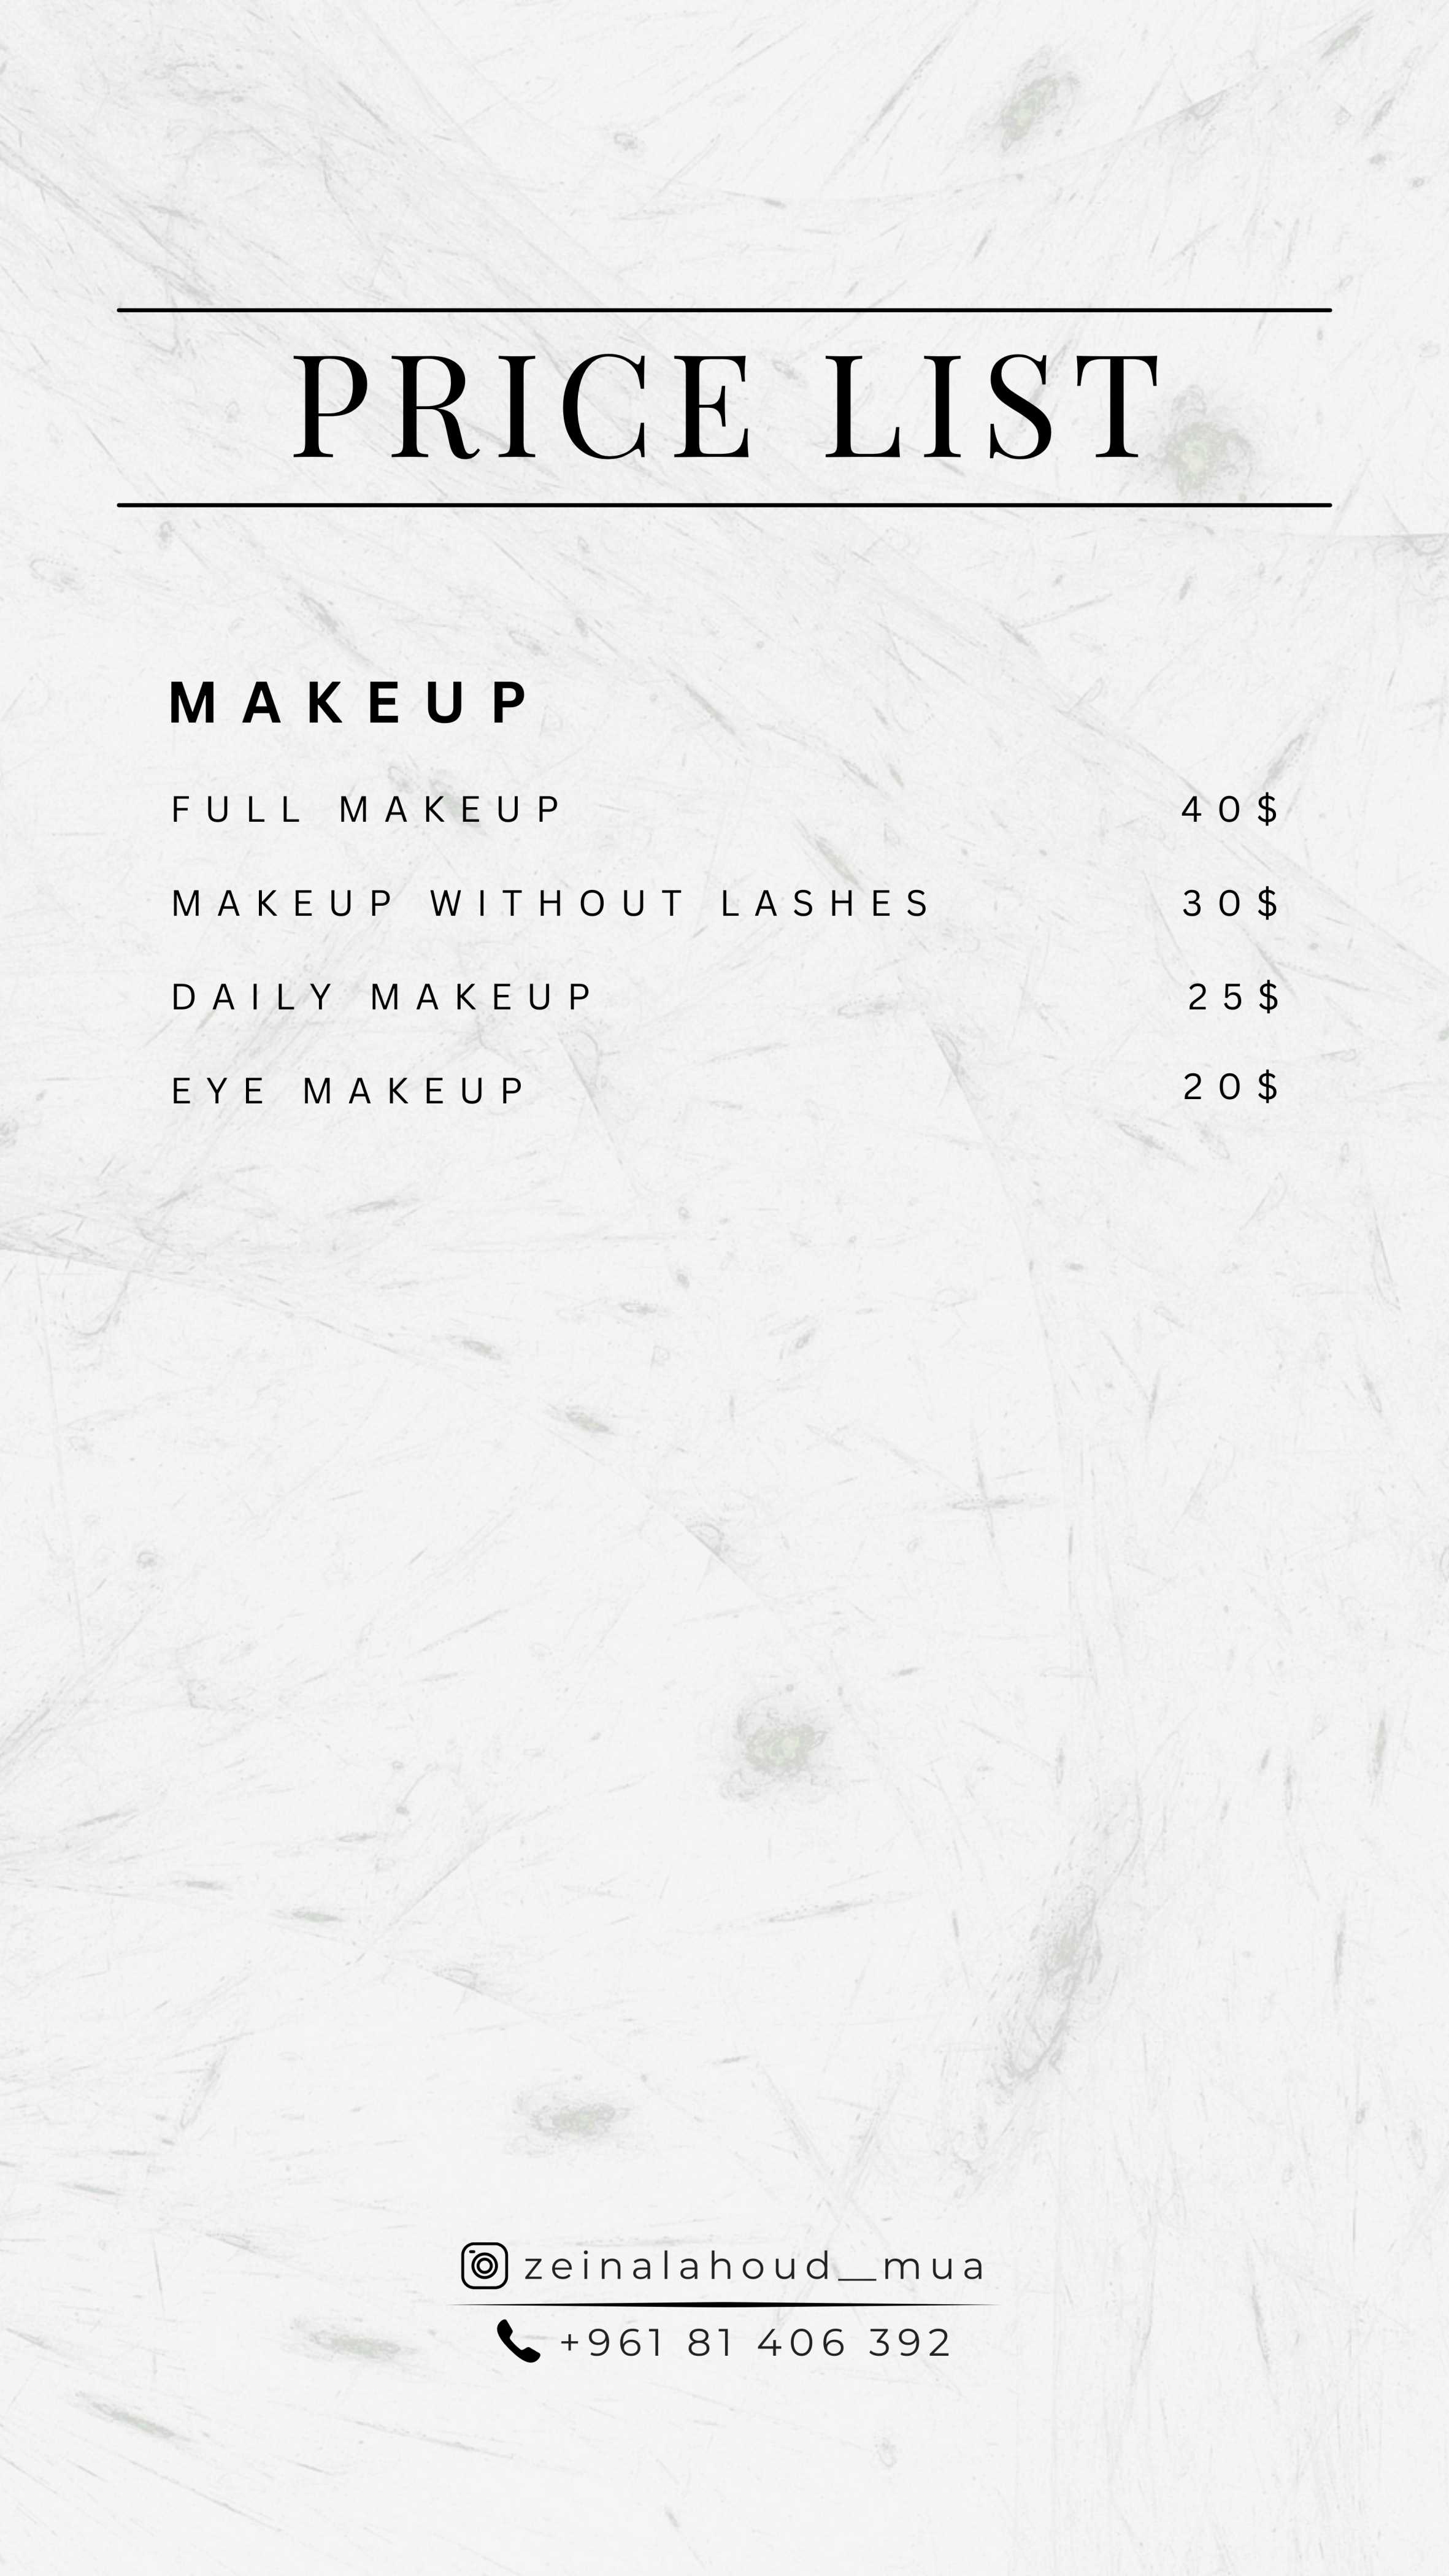 PRICE LIST
MAKEUP
FULL MAKEUP 40$
MAKEUP WITHOUT LASHES 30$
DAILY MAKEUP 25$
EYE MAKEUP 20$
zeinalahoud__mua
+961 81 406 392